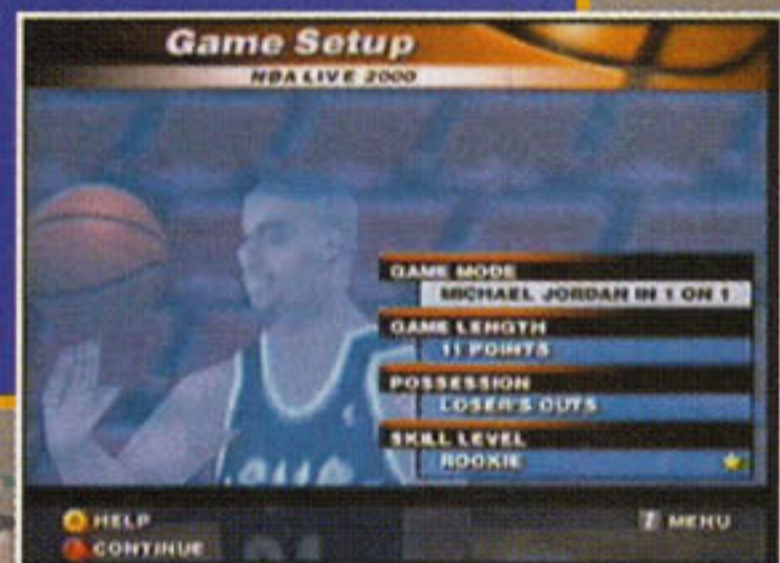 Game Setup
NBA LIVE 2000
GAME MODE
MICHAEL JORDAN IN 1 ON 1
GAME LENGTH
11 POINTS
POSSESSION
LOSER'S OUTS
SKILL LEVEL
ROOKIE
HELP
Z MENU
CONTINUE